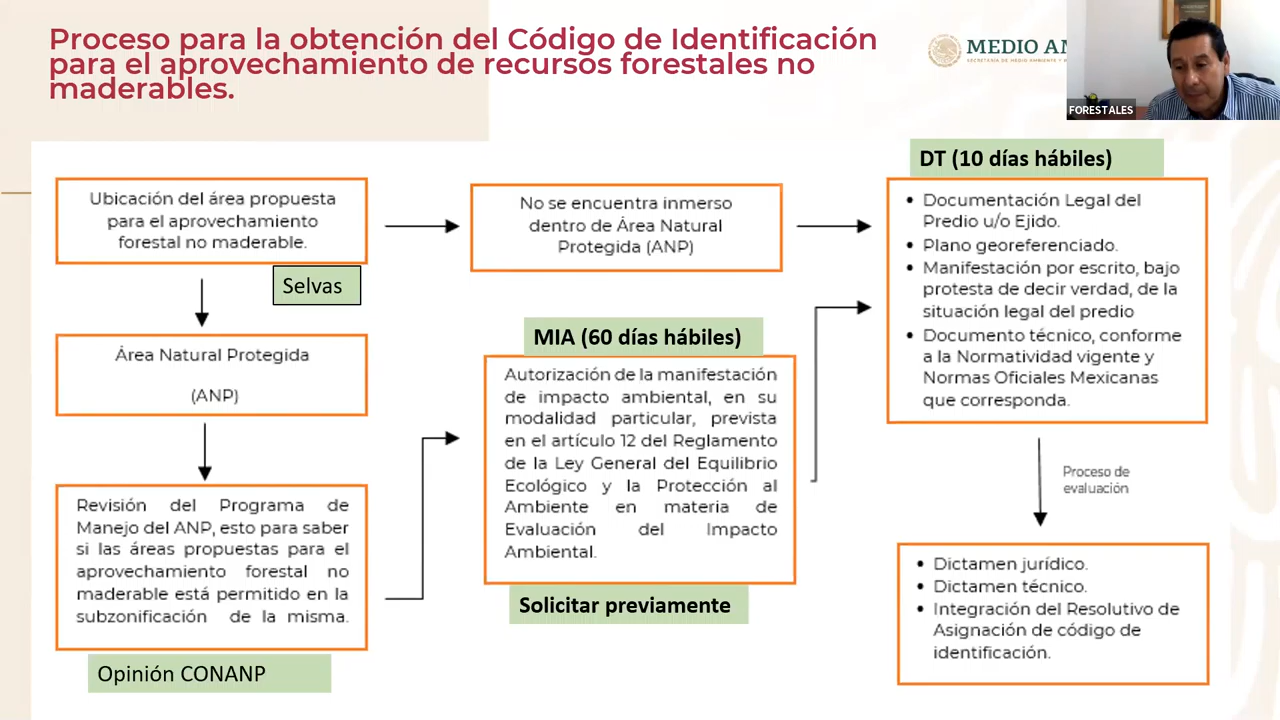 Proceso para la obtención del Código de Identificación
para el aprovechamiento de recursos forestales no
maderables.
MEDIO
SECRETARÍA DE MEDIO AMBIENTE Y
FORESTALES
Ubicación del área propuesta
para el aprovechamiento
forestal no maderable.
Selvas
Área Natural Protegida
(ANP)
Revisión del Programa de
Manejo del ANP, esto para saber
si las áreas propuestas para el
aprovechamiento forestal no
maderable está permitido en la
subzonificación de la misma.
Opinión CONANP
No se encuentra inmerso
dentro de Área Natural
Protegida (ANP)
MIA (60 días hábiles)
Autorización de la manifestación
de impacto ambiental, en su
modalidad particular, prevista
en el artículo 12 del Reglamento
de la Ley General del Equilibrio
Ecológico y la Protección al
Ambiente en materia de
Evaluación del Impacto
Ambiental.
Solicitar previamente
DT (10 días hábiles)
• Documentación Legal del
Predio u/o Ejido.
• Plano georeferenciado.
• Manifestación por escrito, bajo
protesta de decir verdad, de la
situación legal del predio
• Documento técnico, conforme
a la Normatividad vigente y
Normas Oficiales Mexicanas
que corresponda.
Proceso de
evaluación
• Dictamen jurídico.
• Dictamen técnico.
• Integración del Resolutivo de
Asignación de código de
identificación.